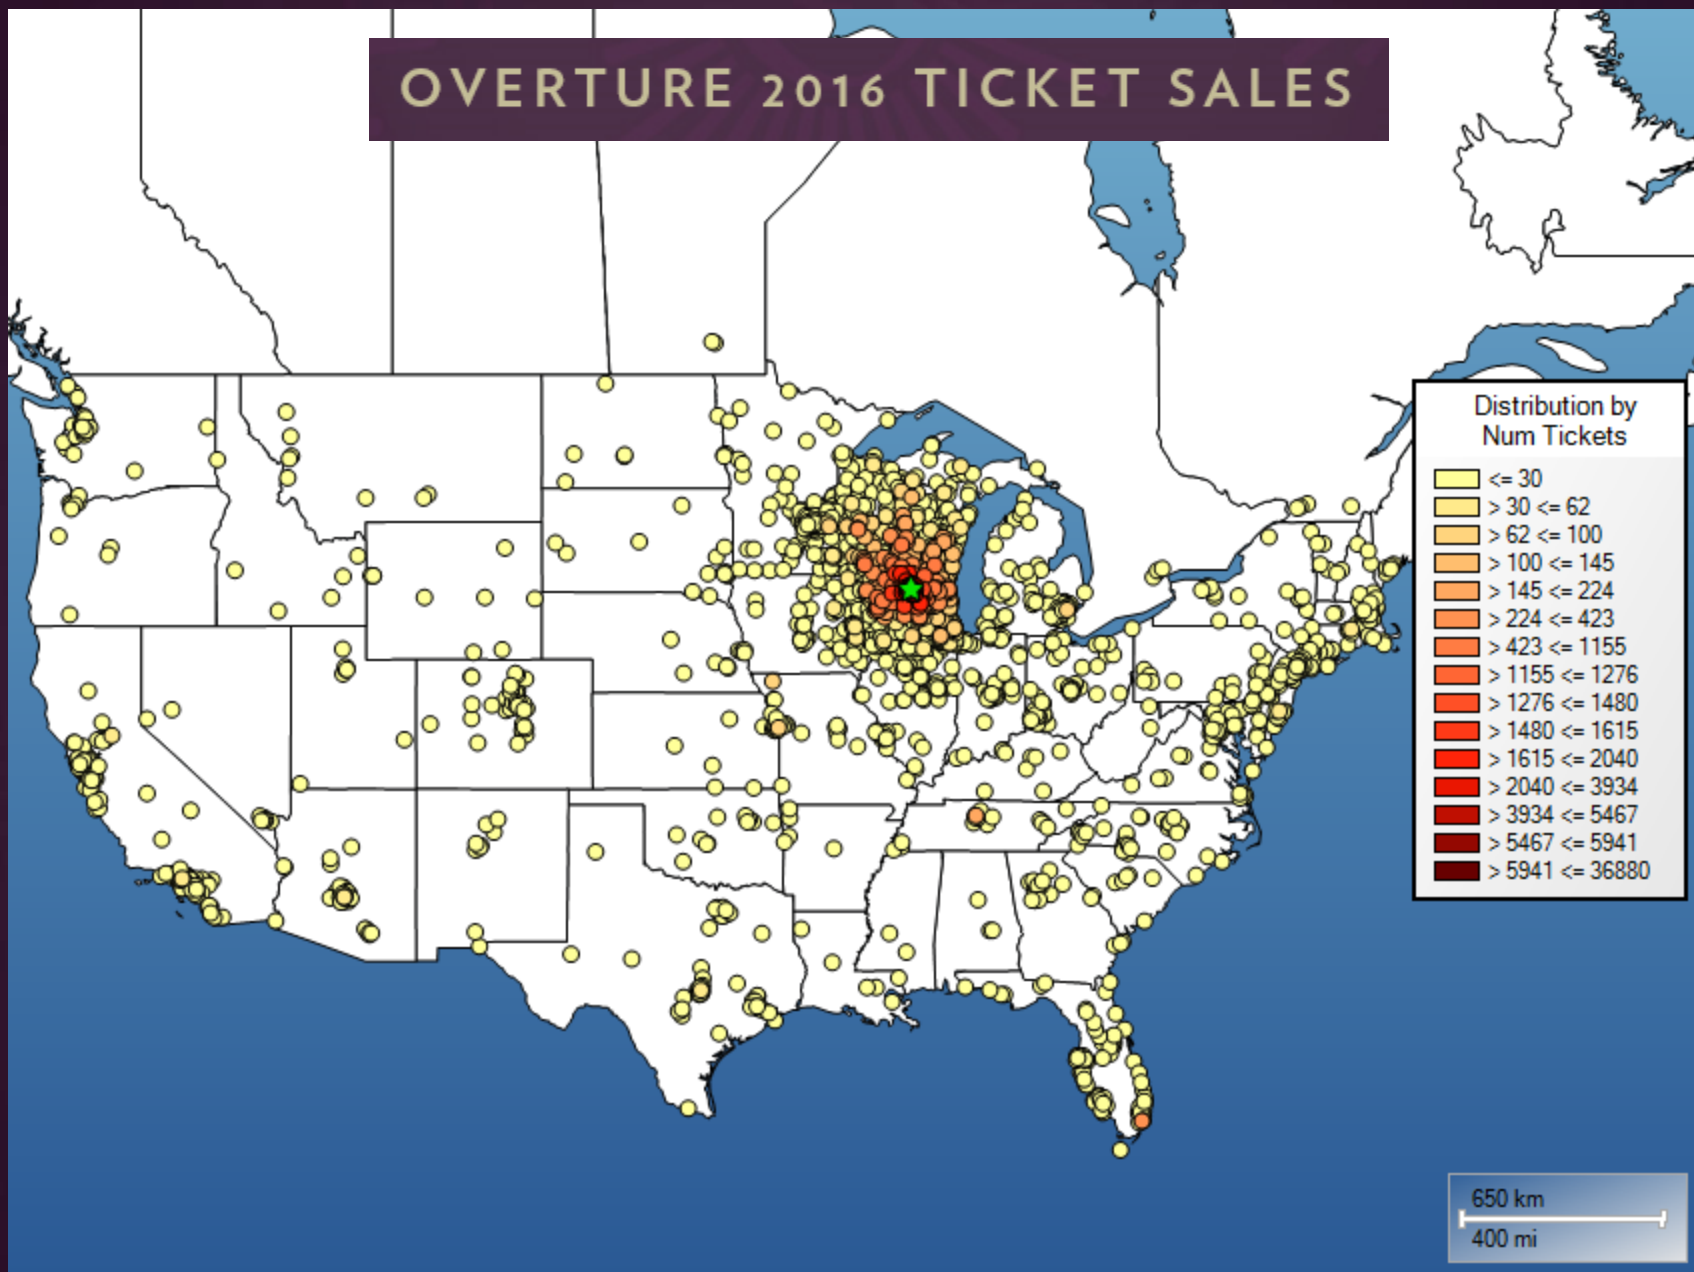 OVERTURE 2016 TICKET SALES
Distribution by
Num Tickets
<= 30
> 30 <= 62
> 62 <= 100
> 100 <= 145
> 145 <= 224
> 224 <= 423
> 423 <= 1155
> 1155 <= 1276
> 1276 <= 1480
> 1480 <= 1615
> 1615 <= 2040
> 2040 <= 3934
> 3934 <= 5467
> 5467 <= 5941
> 5941 <= 36880
650 km
400 mi